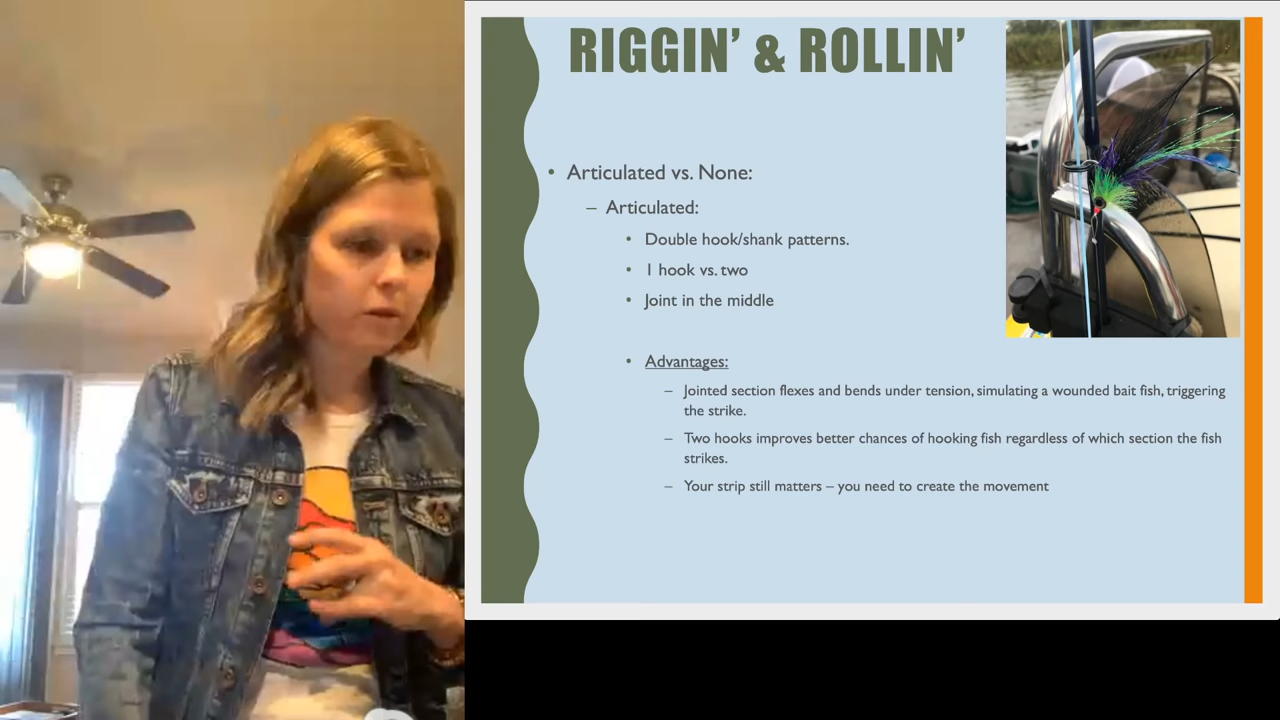 RIGGIN’ & ROLLIN’
• Articulated vs. None:
– Articulated:
• Double hook/shank patterns.
• 1 hook vs. two
• Joint in the middle
• Advantages:
– Jointed section flexes and bends under tension, simulating a wounded bait fish, triggering
the strike.
– Two hooks improves better chances of hooking fish regardless of which section the fish
strikes.
– Your strip still matters – you need to create the movement